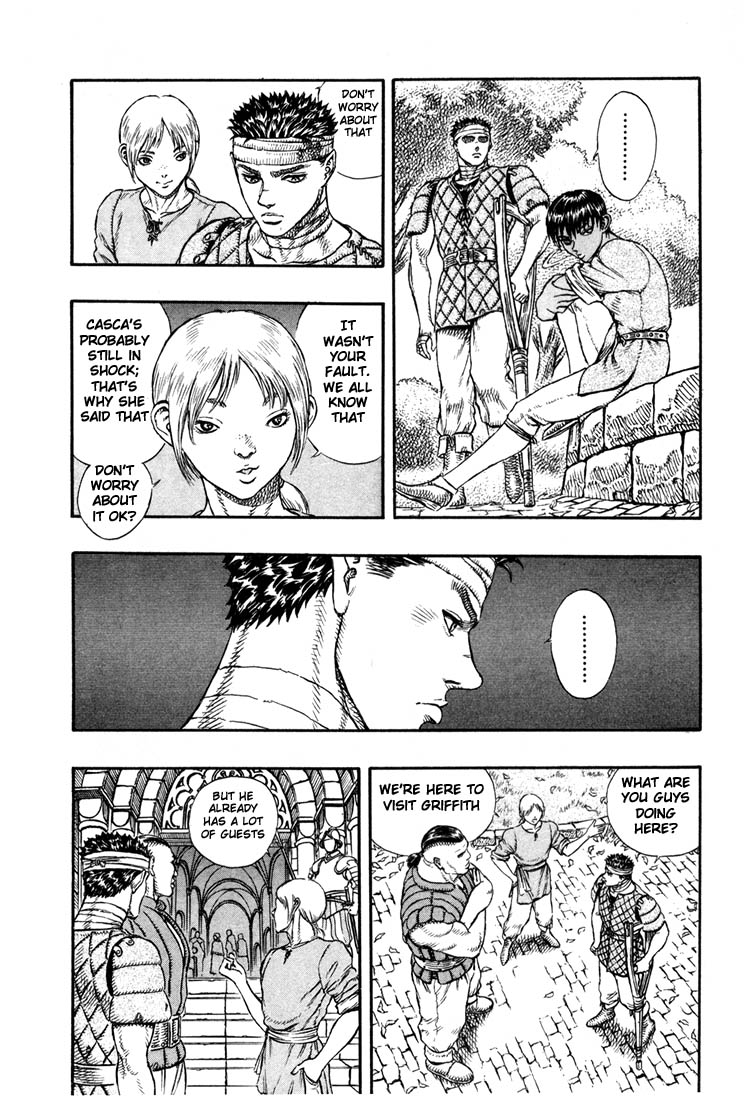 ………
DON'T
WORRY
ABOUT
THAT
IT
WASN'T
YOUR
FAULT.
WE ALL
KNOW
THAT
CASCA'S
PROBABLY
STILL IN
SHOCK;
THAT'S
WHY SHE
SAID THAT
DON'T
WORRY
ABOUT
IT OK?
………
WHAT ARE
YOU GUYS
DOING
HERE?
WE'RE HERE TO
VISIT GRIFFITH
BUT HE
ALREADY
HAS A LOT
OF GUESTS